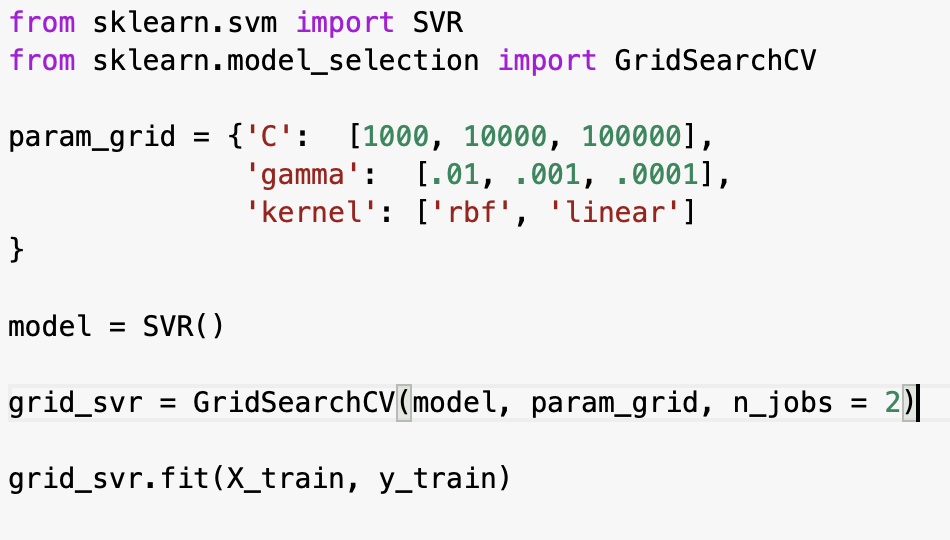 from sklearn.svm import SVR
from sklearn.model_selection import GridSearchCV
param_grid = {'C':  [1000, 10000, 100000],
              'gamma':  [.01, .001, .0001],
              'kernel': ['rbf', 'linear']
}
model = SVR()
grid_svr = GridSearchCV(model, param_grid, n_jobs = 2)
grid_svr.fit(X_train, y_train)